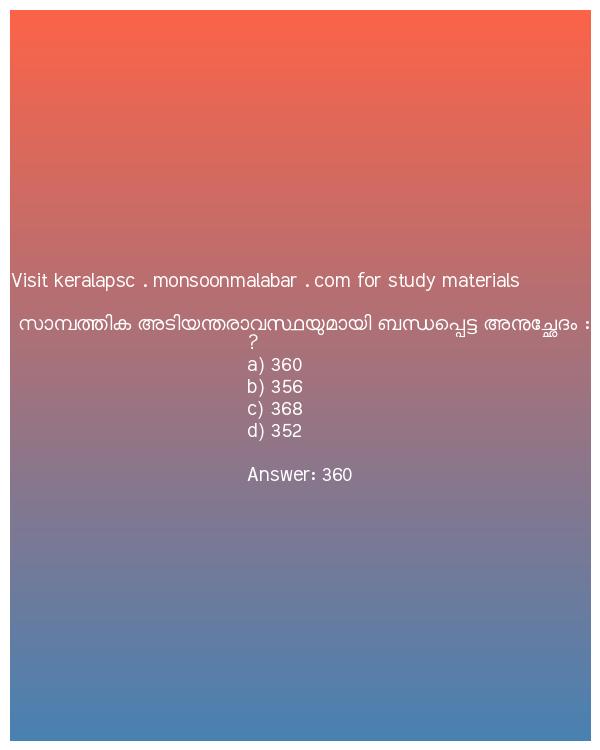 Visit keralapsc . monsoonmalabar . com for study materials
സാമ്പത്തിക അടിയന്തരാവസ്ഥയുമായി ബന്ധപ്പെട്ട അനുച്ഛേദം :
?
a) 360
b) 356
c) 368
d) 352
Answer: 360